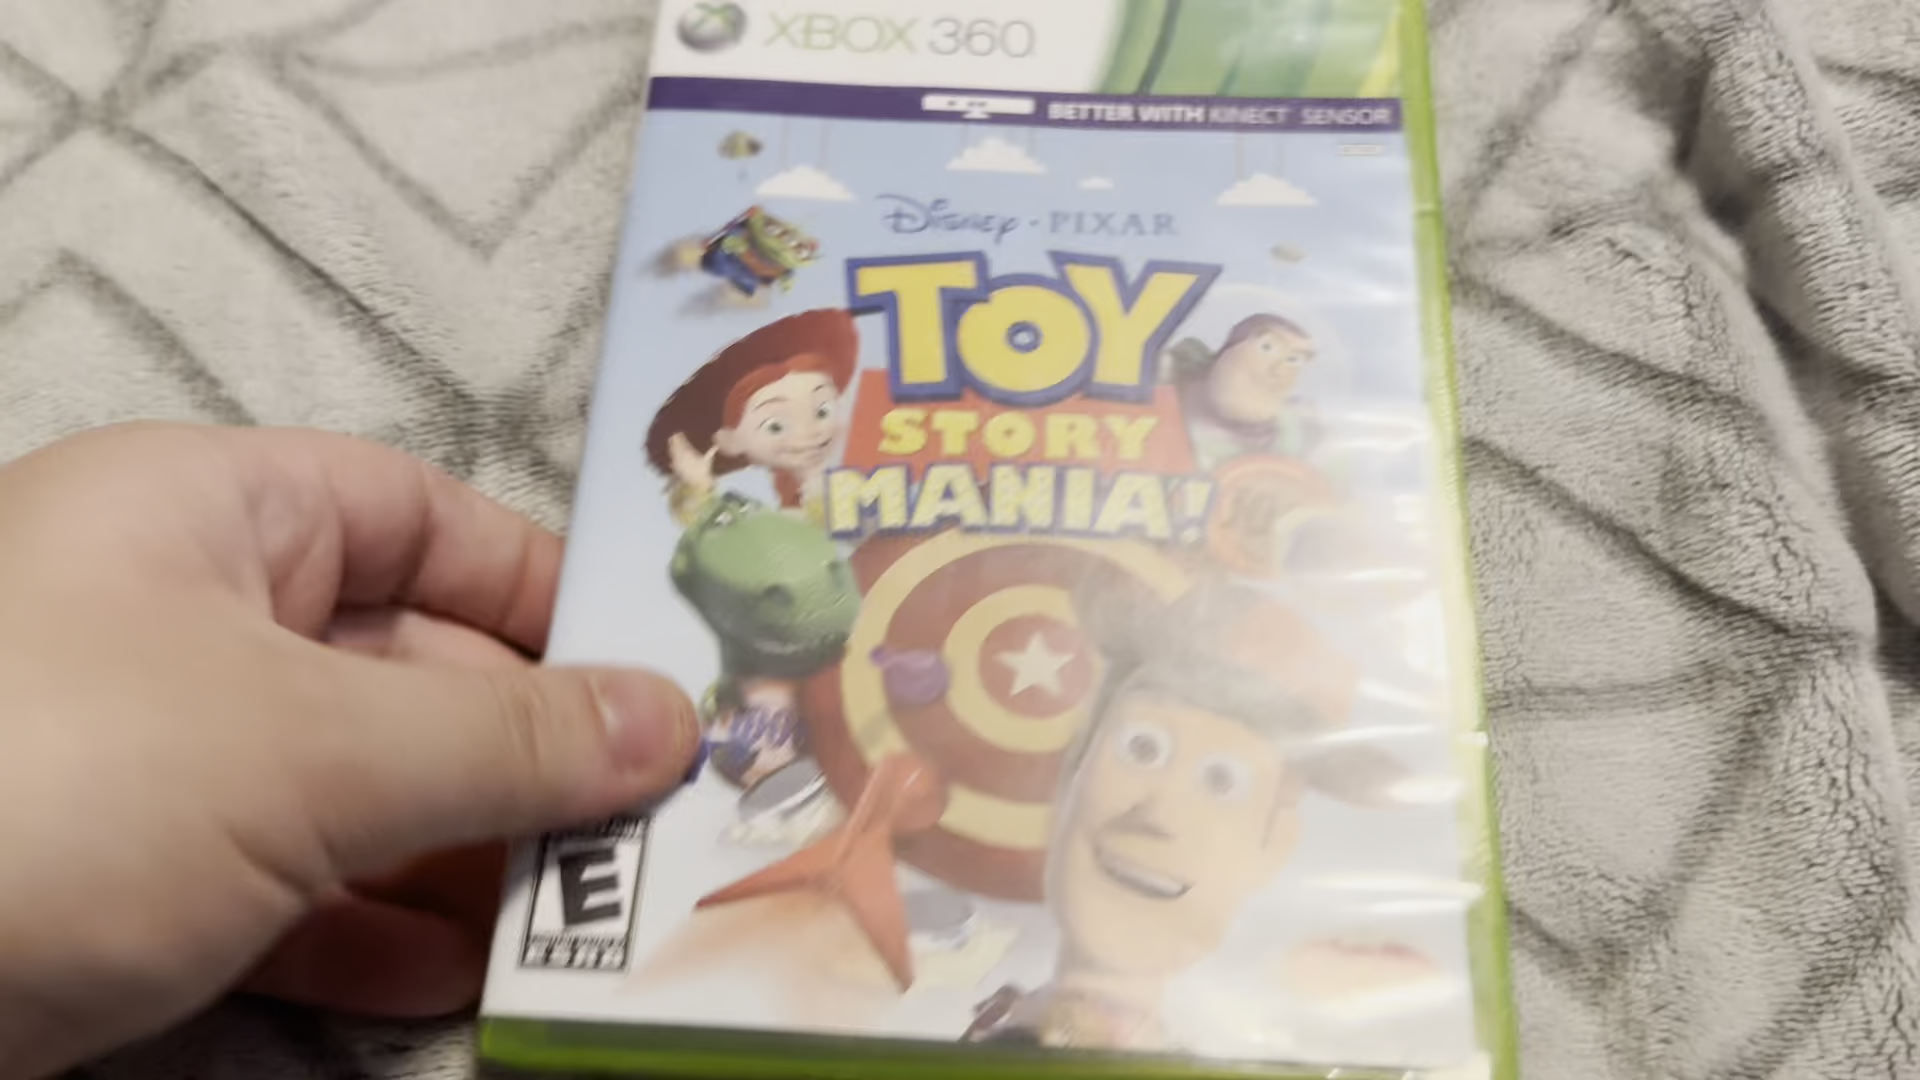 XBOX 360
BETTER WITH KINECT SENSOR
Disney · PIXAR
TOY
STORY
MANIA!
E